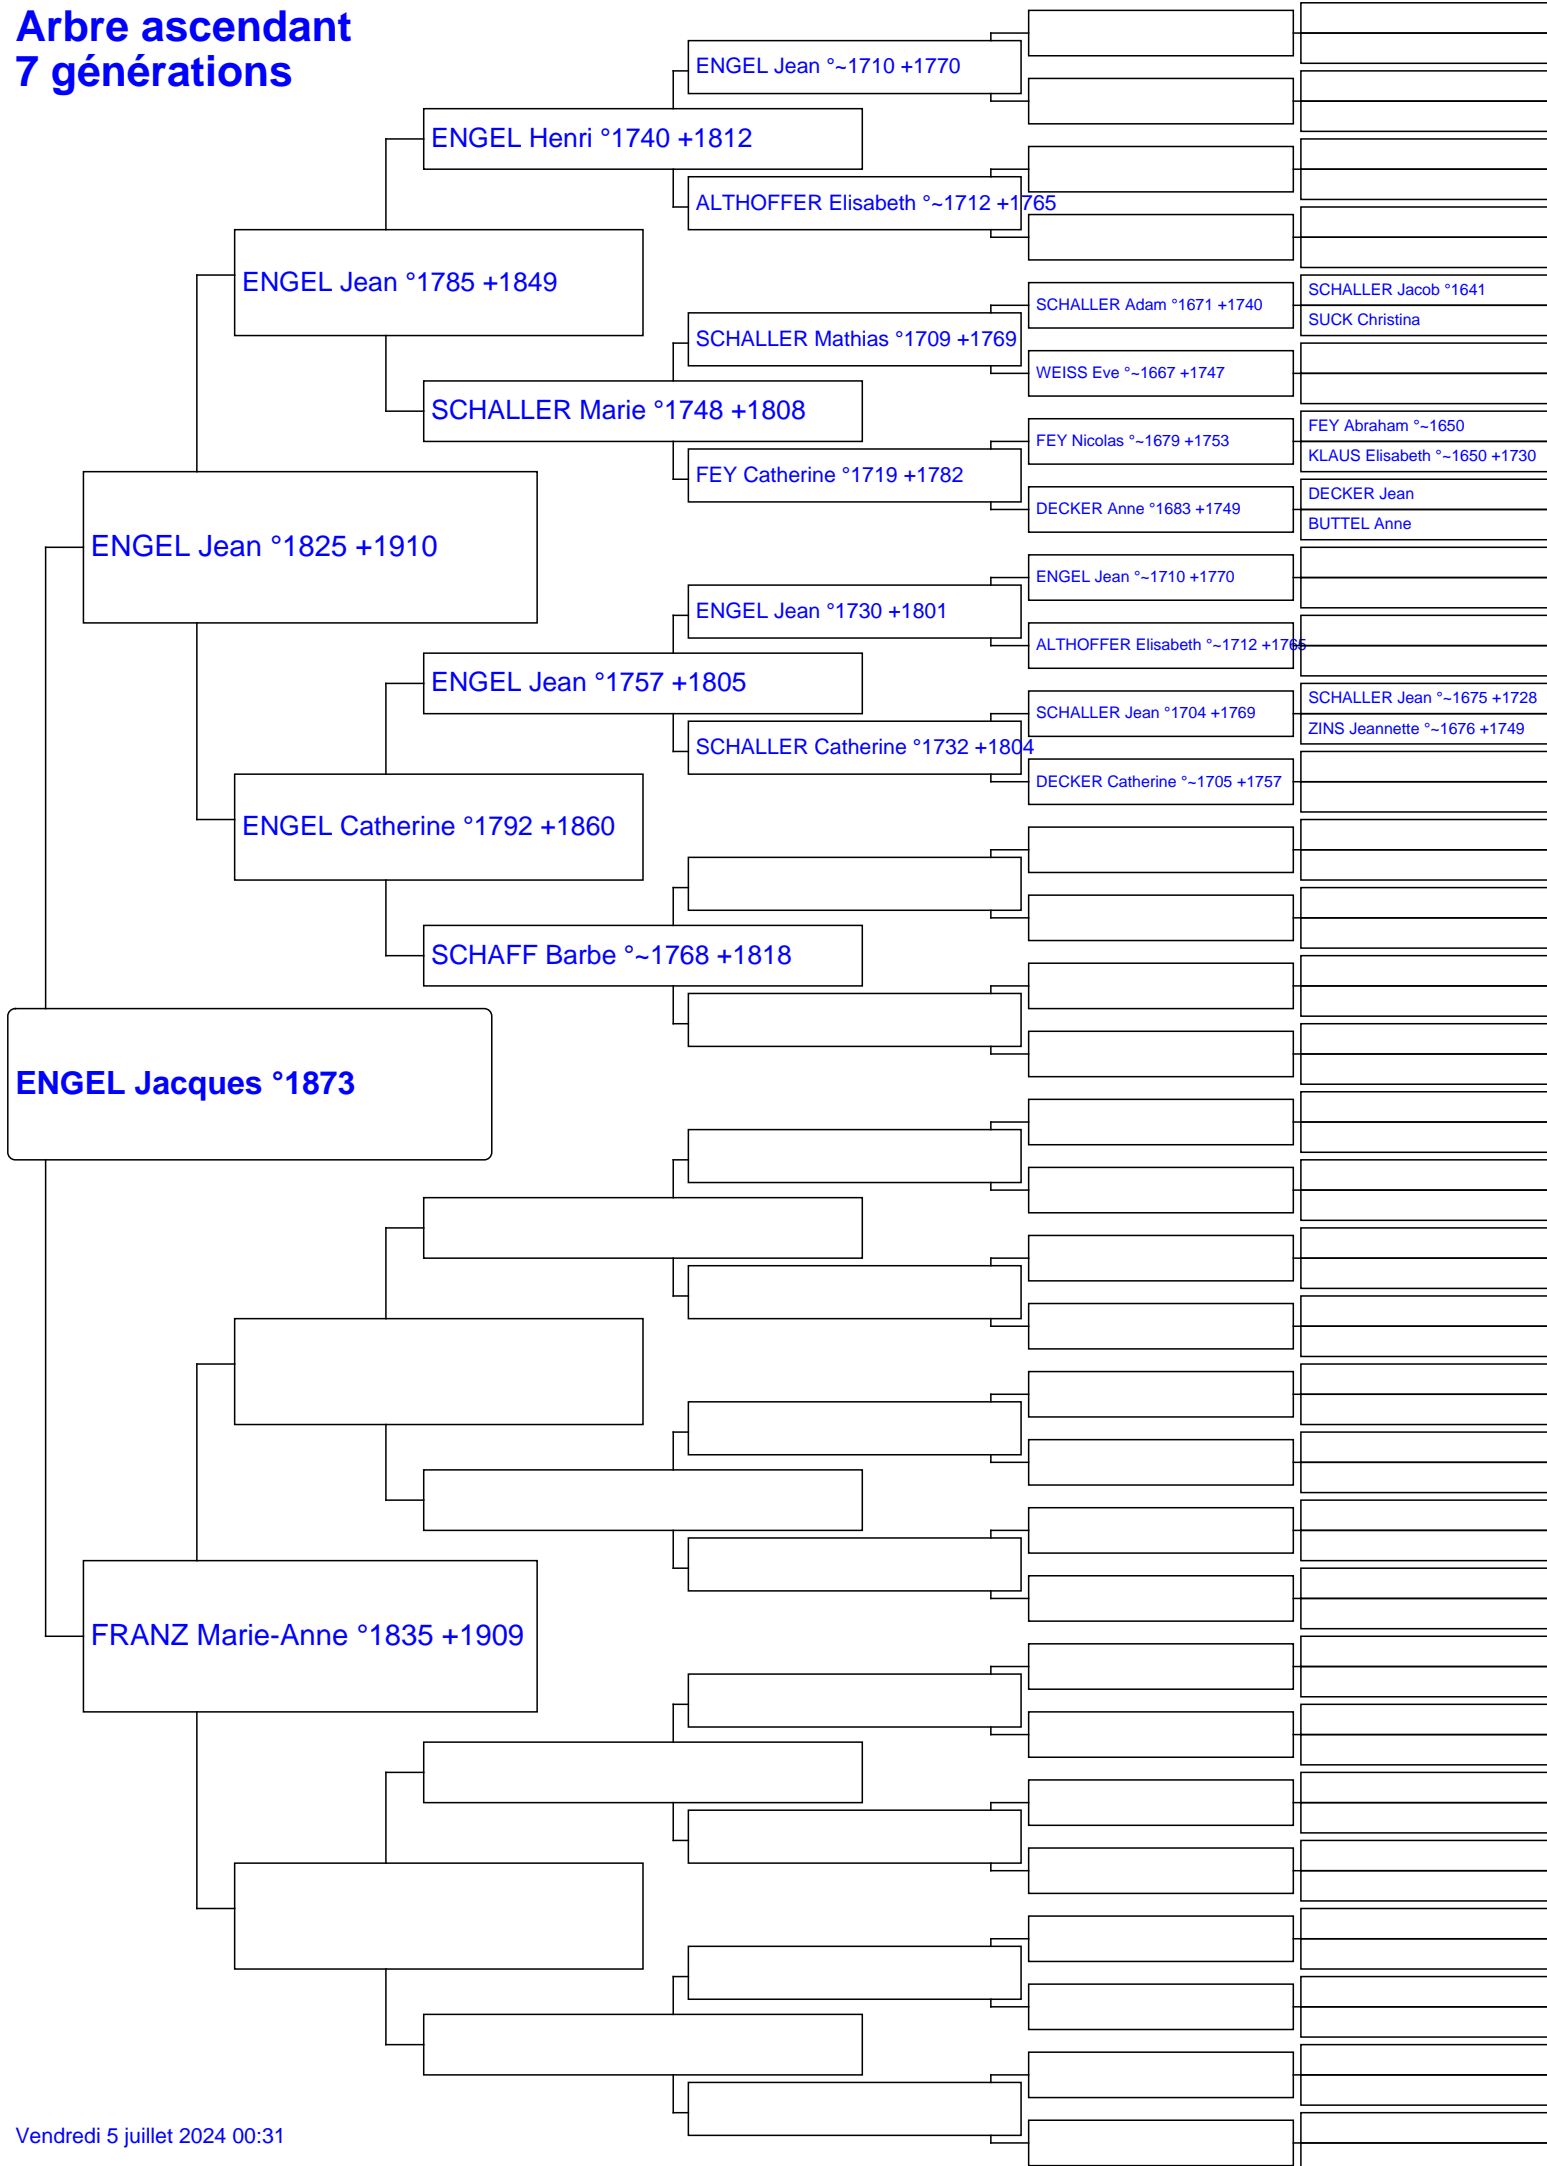 Arbre ascendant
7 générations
ENGEL Jean °~1710 +1770
ENGEL Henri °1740 +1812
ALTHOFFER Elisabeth °~1712 +1765
ENGEL Jean °1785 +1849
SCHALLER Jacob °1641
SCHALLER Adam °1671 +1740
SUCK Christina
SCHALLER Mathias °1709 +1769
WEISS Eve °~1667 +1747
SCHALLER Marie °1748 +1808
FEY Abraham °~1650
FEY Nicolas °~1679 +1753
KLAUS Elisabeth °~1650 +1730
FEY Catherine °1719 +1782
DECKER Jean
DECKER Anne °1683 +1749
BUTTEL Anne
ENGEL Jean °1825 +1910
ENGEL Jean °~1710 +1770
ENGEL Jean °1730 +1801
ALTHOFFER Elisabeth °~1712 +1765
ENGEL Jean °1757 +1805
SCHALLER Jean °~1675 +1728
SCHALLER Jean °1704 +1769
ZINS Jeannette °~1676 +1749
SCHALLER Catherine °1732 +1804
DECKER Catherine °~1705 +1757
ENGEL Catherine °1792 +1860
SCHAFF Barbe °~1768 +1818
ENGEL Jacques °1873
FRANZ Marie-Anne °1835 +1909
Vendredi 5 juillet 2024 00:31